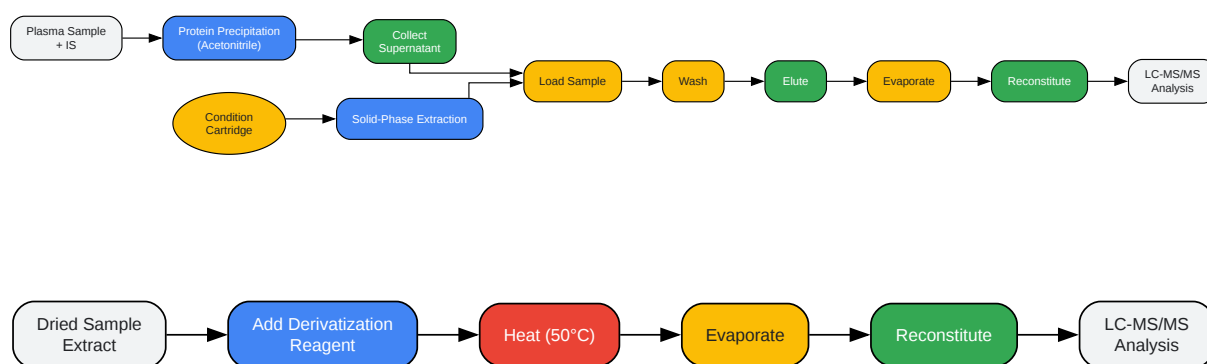 Plasma Sample
+ IS
Protein Precipitation
(Acetonitrile)
Collect
Supernatant
Condition
Cartridge
Solid-Phase Extraction
Load Sample
Wash
Elute
Evaporate
Reconstitute
LC-MS/MS
Analysis
Dried Sample
Extract
Add Derivatization
Reagent
Heat (50°C)
Evaporate
Reconstitute
LC-MS/MS
Analysis